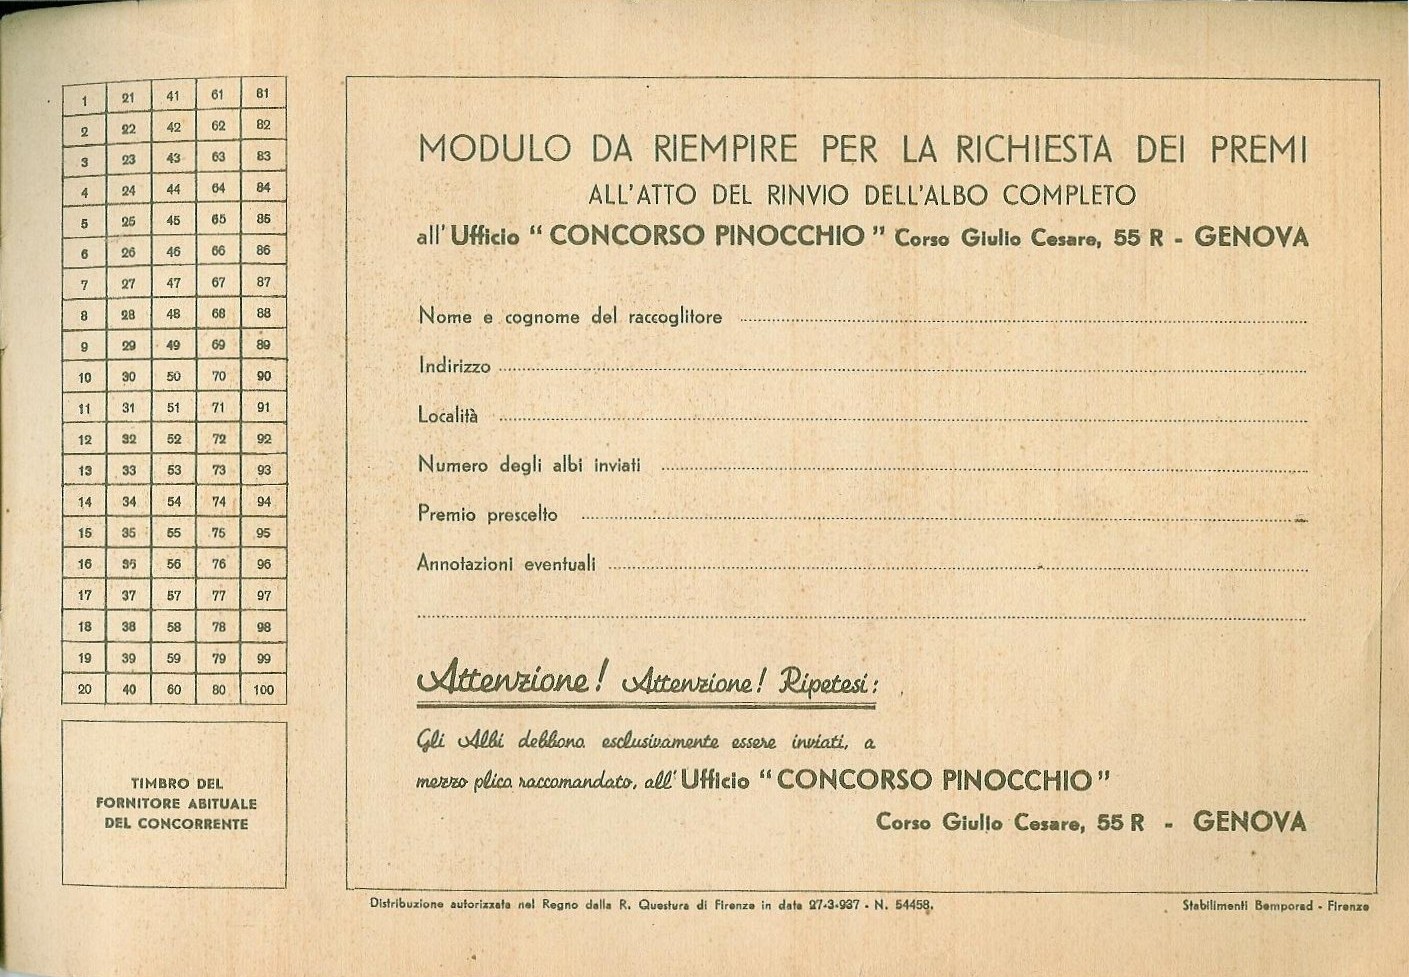 1 21 41 61 81
2 22 42 62 82
3 23 43 63 83
4 24 44 64 84
5 25 45 65 85
6 26 46 66 86
7 27 47 67 87
8 28 48 68 88
9 29 49 69 89
10 30 50 70 90
11 31 51 71 91
12 32 52 72 92
13 33 53 73 93
14 34 54 74 94
15 35 55 75 95
16 36 56 76 96
17 37 57 77 97
18 38 58 78 98
19 39 59 79 99
20 40 60 80 100
TIMBRO DEL
FORNITORE ABITUALE
DEL CONCORRENTE
MODULO DA RIEMPIRE PER LA RICHIESTA DEI PREMI
ALL'ATTO DEL RINVIO DELL'ALBO COMPLETO
all'Ufficio “ CONCORSO PINOCCHIO ” Corso Giulio Cesare, 55 R - GENOVA
Nome e cognome del raccoglitore
Indirizzo
Località
Numero degli albi inviati
Premio prescelto
Annotazioni eventuali
Attenzione! Attenzione! Ripetesi:
Gli Albi debbono esclusivamente essere inviati, a
mezzo plico raccomandato, all'Ufficio “CONCORSO PINOCCHIO”
Corso Giulio Cesare, 55 R - GENOVA
Distribuzione autorizzata nel Regno dalla R. Questura di Firenze in data 27-3-937 - N. 54458.
Stabilimenti Bemporad - Firenze